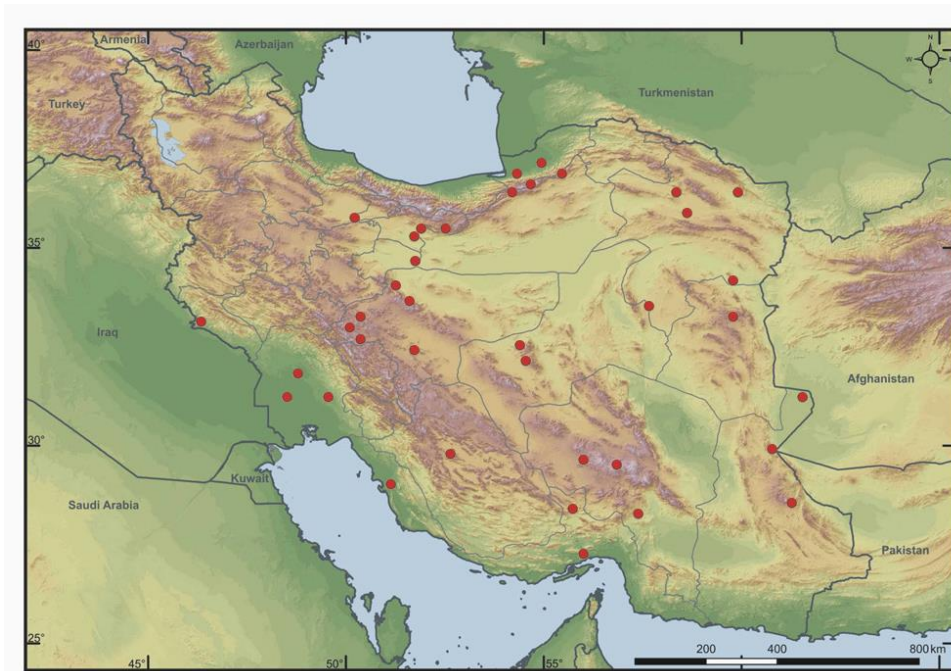 Armenia
Azerbaijan
N
W
S
40°
Turkey
Turkmenistan
35°
Iraq
Afghanistan
30°
Kuwait
Saudi Arabia
Pakistan
25°
45°
50°
55°
200 400 800 km